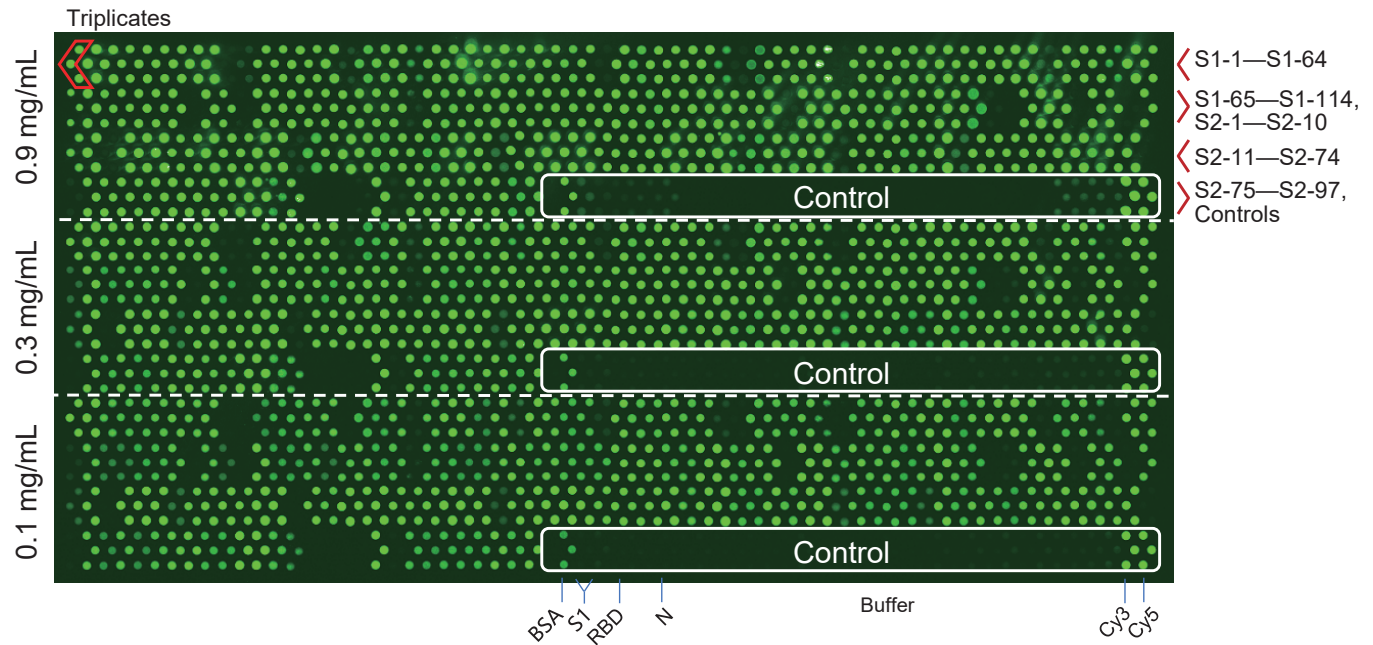 Triplicates
0.9 mg/mL
S1-1—S1-64
S1-65—S1-114,
S2-1—S2-10
S2-11—S2-74
S2-75—S2-97,
Controls
Control
0.3 mg/mL
Control
0.1 mg/mL
Control
BSA
S1
RBD
N
Buffer
Cy3
Cy5